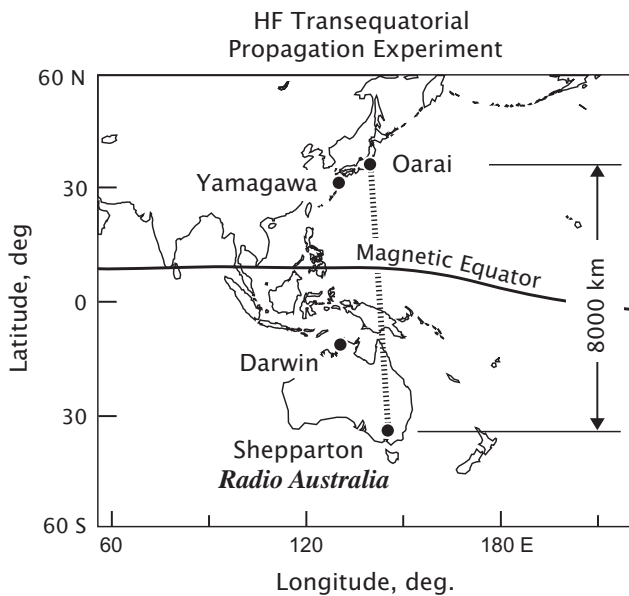 HF Transequatorial
Propagation Experiment
60 N
Oarai
Yamagawa
30
Magnetic Equator
Latitude, deg
0
8000 km
Darwin
30
Shepparton
Radio Australia
60 S
60
120
180 E
Longitude, deg.